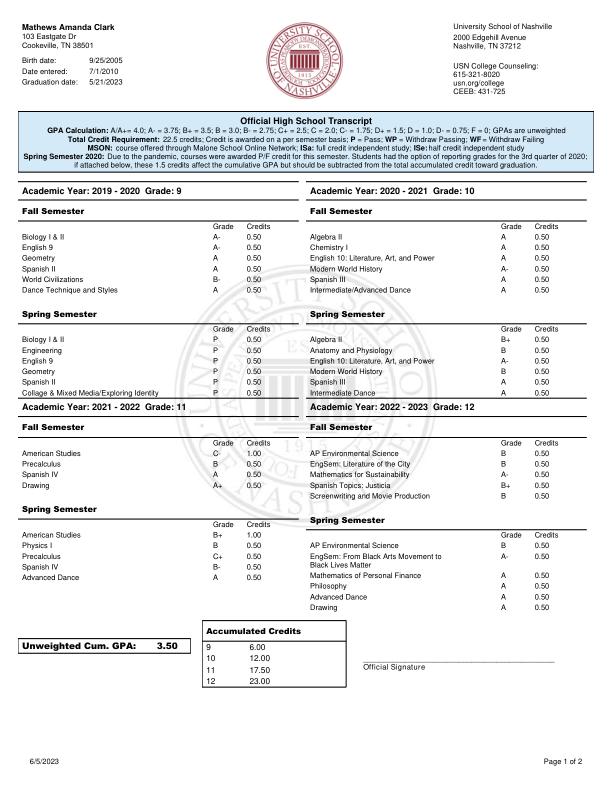 Mathews Amanda Clark
103 Eastgate Dr
Cookeville, TN 38501
Birth date: 9/25/2005
Date entered: 7/1/2010
Graduation date: 5/21/2023
UNIVERSITY SCHOOL
OF NASHVILLE
1915
University School of Nashville
2000 Edgehill Avenue
Nashville, TN 37212
USN College Counseling:
615-321-8020
usn.org/college
CEEB: 431-725
Official High School Transcript
GPA Calculation: A/A+= 4.0; A- = 3.75; B+ = 3.5; B = 3.0; B- = 2.75; C+ = 2.5; C = 2.0; C- = 1.75; D+ = 1.5; D = 1.0; D- = 0.75; F = 0; GPAs are unweighted
Total Credit Requirement: 22.5 credits; Credit is awarded on a per semester basis; P = Pass; WP = Withdraw Passing; WF = Withdraw Failing
MSON: course offered through Malone School Online Network; ISa: full credit independent study; ISe: half credit independent study
Spring Semester 2020: Due to the pandemic, courses were awarded P/F credit for this semester. Students had the option of reporting grades for the 3rd quarter of 2020;
if attached below, these 1.5 credits affect the cumulative GPA but should be subtracted from the total accumulated credit toward graduation.
Academic Year: 2019 - 2020 Grade: 9
Fall Semester
Grade Credits
Biology I & II A- 0.50
English 9 A- 0.50
Geometry A 0.50
Spanish II A 0.50
World Civilizations B- 0.50
Dance Technique and Styles A 0.50
Spring Semester
Grade Credits
Biology I & II P 0.50
Engineering P 0.50
English 9 P 0.50
Geometry P 0.50
Spanish II P 0.50
Collage & Mixed Media/Exploring Identity P 0.50
Academic Year: 2020 - 2021 Grade: 10
Fall Semester
Grade Credits
Algebra II A 0.50
Chemistry I A 0.50
English 10: Literature, Art, and Power A 0.50
Modern World History A- 0.50
Spanish III A 0.50
Intermediate/Advanced Dance A 0.50
Spring Semester
Grade Credits
Algebra II B+ 0.50
Anatomy and Physiology B 0.50
English 10: Literature, Art, and Power A- 0.50
Modern World History B 0.50
Spanish III A 0.50
Intermediate Dance A 0.50
Academic Year: 2021 - 2022 Grade: 11
Fall Semester
Grade Credits
American Studies C- 1.00
Precalculus B 0.50
Spanish IV A 0.50
Drawing A+ 0.50
Spring Semester
Grade Credits
American Studies B+ 1.00
Physics I B 0.50
Precalculus C+ 0.50
Spanish IV B- 0.50
Advanced Dance A 0.50
Academic Year: 2022 - 2023 Grade: 12
Fall Semester
Grade Credits
AP Environmental Science B 0.50
EngSem: Literature of the City B 0.50
Mathematics for Sustainability A- 0.50
Spanish Topics: Justicia B+ 0.50
Screenwriting and Movie Production B 0.50
Spring Semester
Grade Credits
AP Environmental Science B 0.50
EngSem: From Black Arts Movement to A- 0.50
Black Lives Matter
Mathematics of Personal Finance A 0.50
Philosophy A 0.50
Advanced Dance A 0.50
Drawing A 0.50
Unweighted Cum. GPA: 3.50
Accumulated Credits
9 6.00
10 12.00
11 17.50
12 23.00
Official Signature
6/5/2023
Page 1 of 2